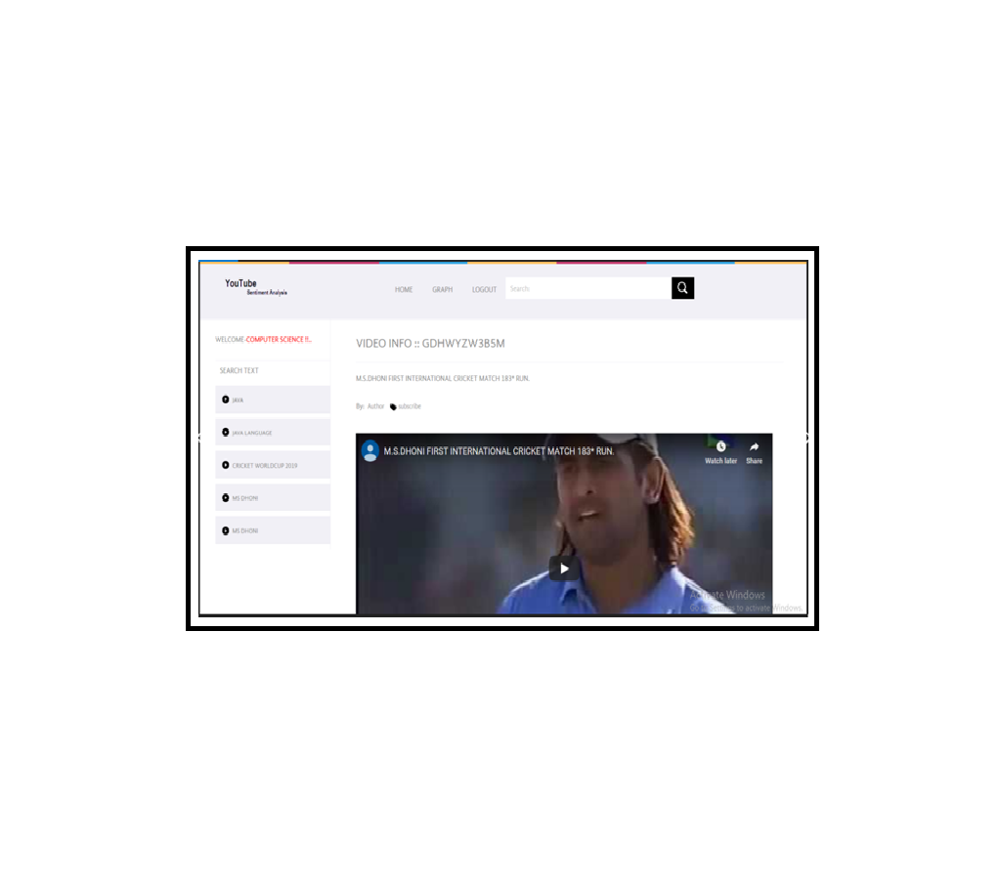 YouTube
Sentiment Analysis
HOME GRAPH LOGOUT Search:
WELCOME-COMPUTER SCIENCE !!...
SEARCH TEXT
JAVA
JAVA LANGUAGE
CRICKET WORLDCUP 2019
MS DHONI
MS DHONI
VIDEO INFO :: GDHWYZW3B5M
M.S.DHONI FIRST INTERNATIONAL CRICKET MATCH 183* RUN.
By: Author subscribe
M.S.DHONI FIRST INTERNATIONAL CRICKET MATCH 183* RUN.
Watch later Share
Activate Windows
Go to Settings to activate Windows.